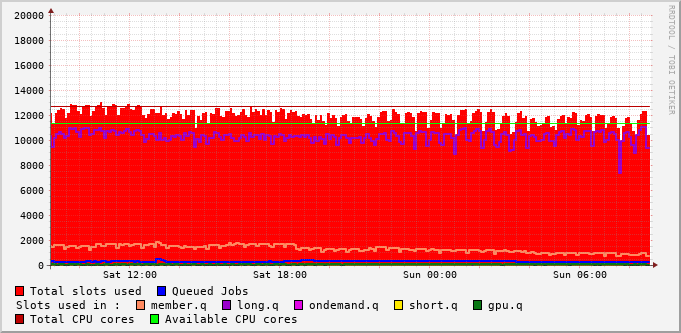 20000
18000
16000
14000
12000
10000
8000
6000
4000
2000
0
Sat 12:00 Sat 18:00 Sun 00:00 Sun 06:00
RRDTOOL / TOBI OETIKER
Total slots used Queued Jobs
Slots used in : member.q long.q ondemand.q short.q gpu.q
Total CPU cores Available CPU cores